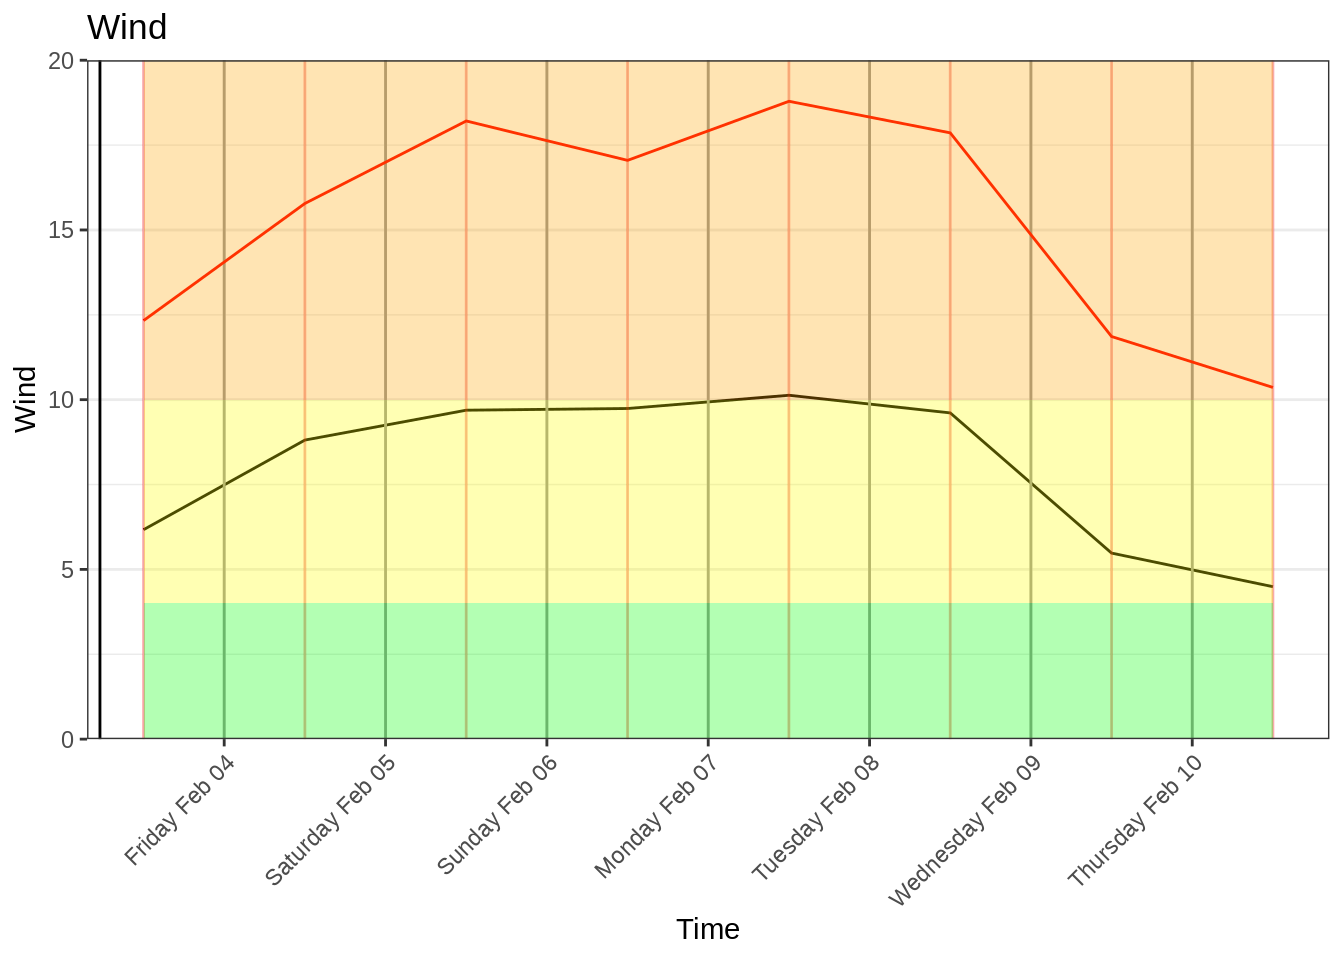 Wind
20
15
10
5
0
Wind
Friday Feb 04
Saturday Feb 05
Sunday Feb 06
Monday Feb 07
Tuesday Feb 08
Wednesday Feb 09
Thursday Feb 10
Time